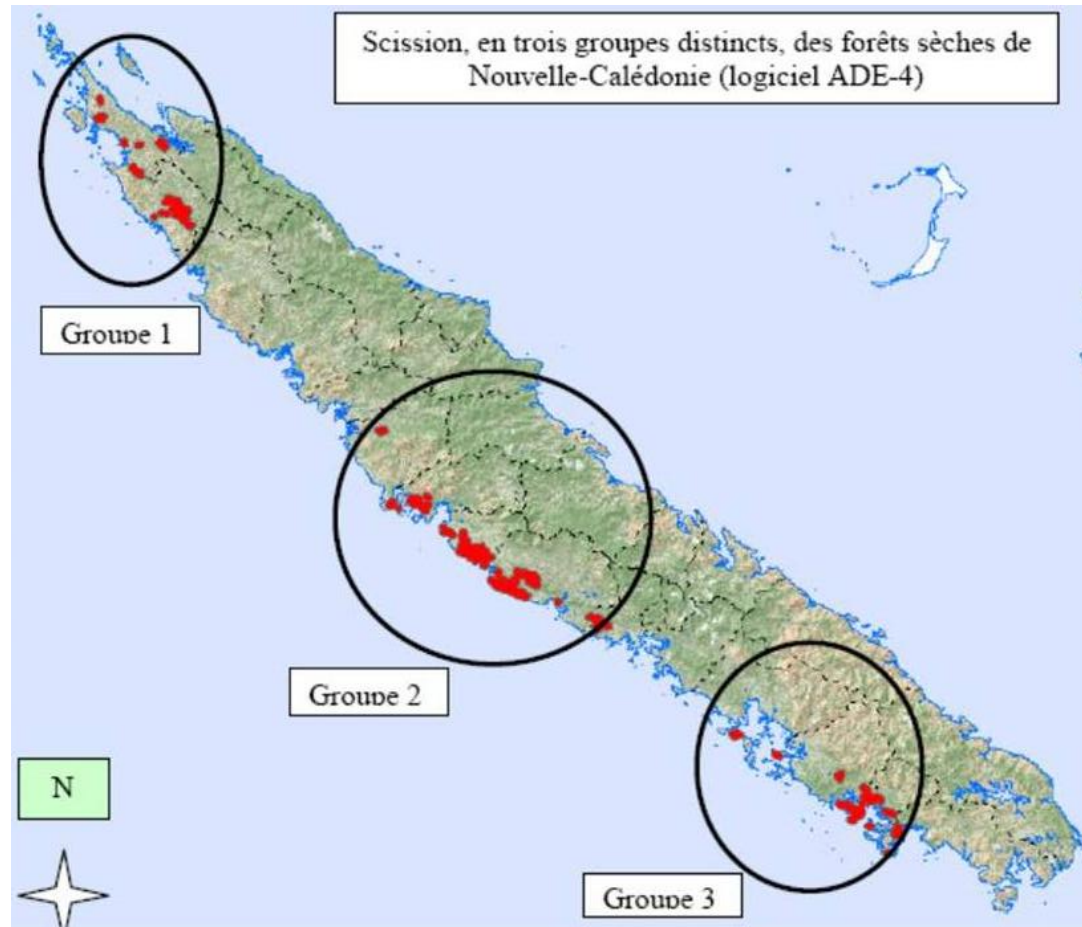 Scission, en trois groupes distincts, des forêts sèches de
Nouvelle-Calédonie (logiciel ADE-4)
Groupe 1
Groupe 2
N
Groupe 3